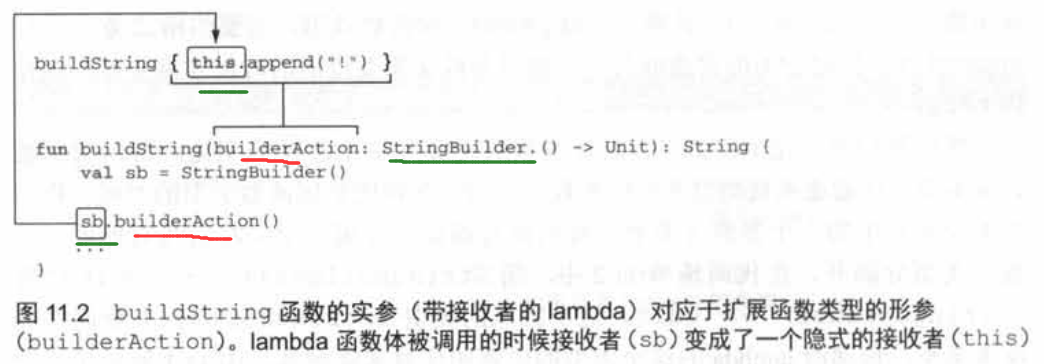 buildString { this.append("!") }
fun buildString(builderAction: StringBuilder.() -> Unit): String {
val sb = StringBuilder()
sb.builderAction()
...
}
图 11.2 buildString 函数的实参（带接收者的 lambda）对应于扩展函数类型的形参
(builderAction)。lambda 函数体被调用的时候接收者(sb)变成了一个隐式的接收者(this)